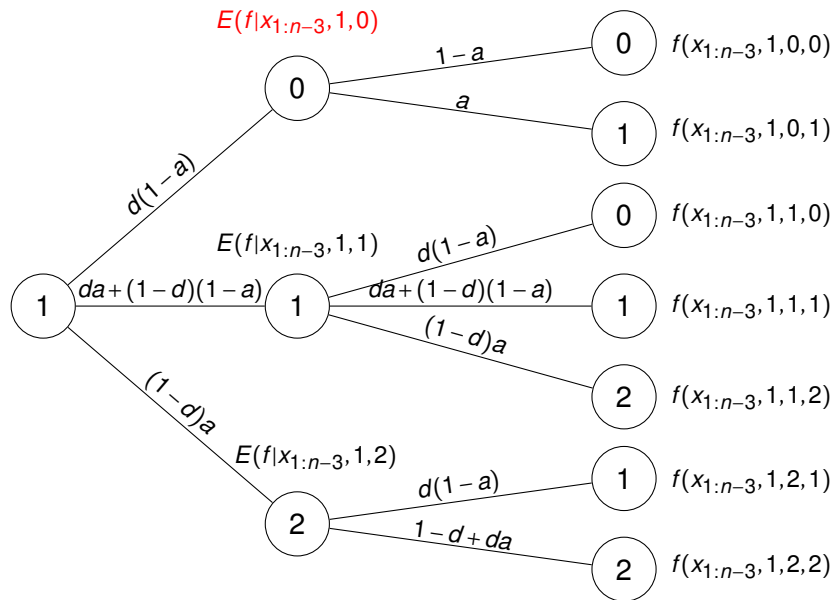 E(f|x₁:ₙ₋₃,1,0)
0
1−a
0
f(x₁:ₙ₋₃,1,0,0)
a
1
f(x₁:ₙ₋₃,1,0,1)
d(1−a)
0
f(x₁:ₙ₋₃,1,1,0)
E(f|x₁:ₙ₋₃,1,1)
d(1−a)
1
da+(1−d)(1−a)
1
da+(1−d)(1−a)
1
f(x₁:ₙ₋₃,1,1,1)
(1−d)a
2
f(x₁:ₙ₋₃,1,1,2)
(1−d)a
E(f|x₁:ₙ₋₃,1,2)
d(1−a)
1
f(x₁:ₙ₋₃,1,2,1)
2
1−d+da
2
f(x₁:ₙ₋₃,1,2,2)